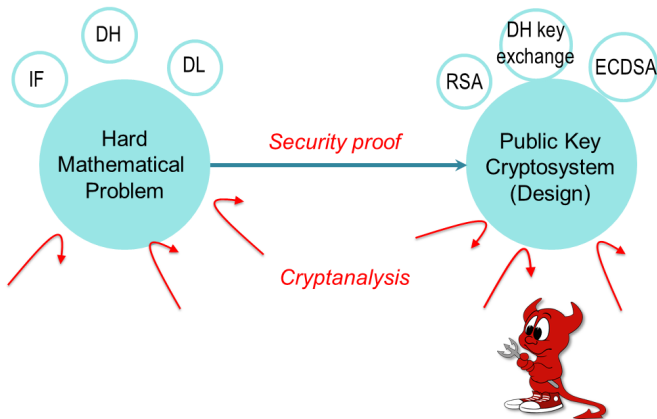 DH
IF
DL
Hard
Mathematical
Problem
Security proof
DH key
exchange
RSA
ECDSA
Public Key
Cryptosystem
(Design)
Cryptanalysis